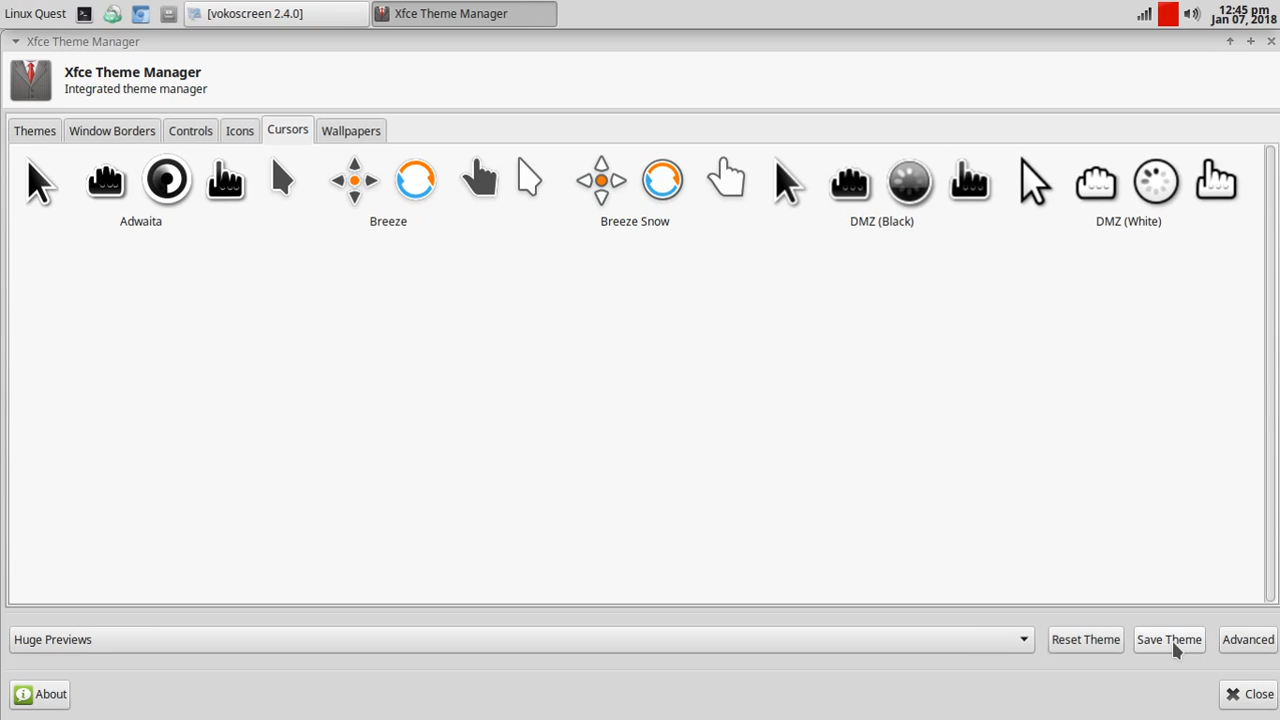 Linux Quest [vokoscreen 2.4.0] Xfce Theme Manager 12:45 pm
Jan 07, 2018
Xfce Theme Manager
Xfce Theme Manager
Integrated theme manager
Themes Window Borders Controls Icons Cursors Wallpapers
Adwaita Breeze Breeze Snow DMZ (Black) DMZ (White)
Huge Previews Reset Theme Save Theme Advanced
About Close